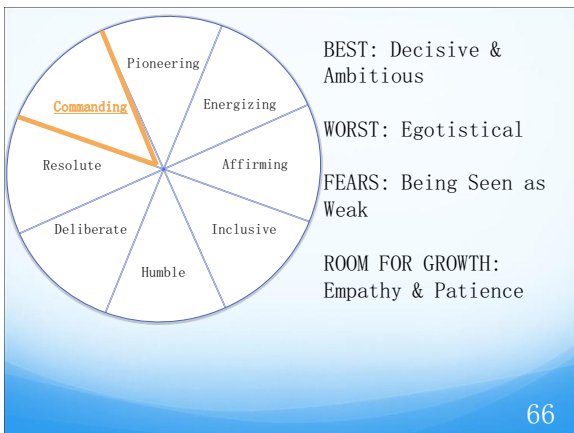 Pioneering
Energizing
Commanding
Affirming
Resolute
Inclusive
Deliberate
Humble
BEST: Decisive &
Ambitious
WORST: Egotistical
FEARS: Being Seen as
Weak
ROOM FOR GROWTH:
Empathy & Patience
66